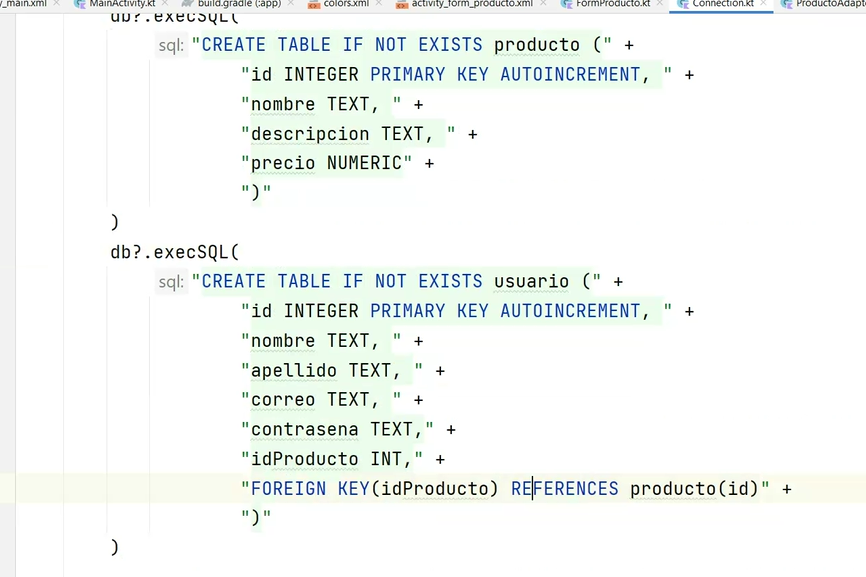 y_main.xml MainActivity.kt build.gradle (:app) colors.xml activity_form_producto.xml FormProducto.kt Connection.kt ProductoAdapt
db?.execSQL(
sql: "CREATE TABLE IF NOT EXISTS producto (" +
"id INTEGER PRIMARY KEY AUTOINCREMENT, " +
"nombre TEXT, " +
"descripcion TEXT, " +
"precio NUMERIC" +
")"
)
db?.execSQL(
sql: "CREATE TABLE IF NOT EXISTS usuario (" +
"id INTEGER PRIMARY KEY AUTOINCREMENT, " +
"nombre TEXT, " +
"apellido TEXT, " +
"correo TEXT, " +
"contrasena TEXT," +
"idProducto INT," +
"FOREIGN KEY(idProducto) REFERENCES producto(id)" +
")"
)